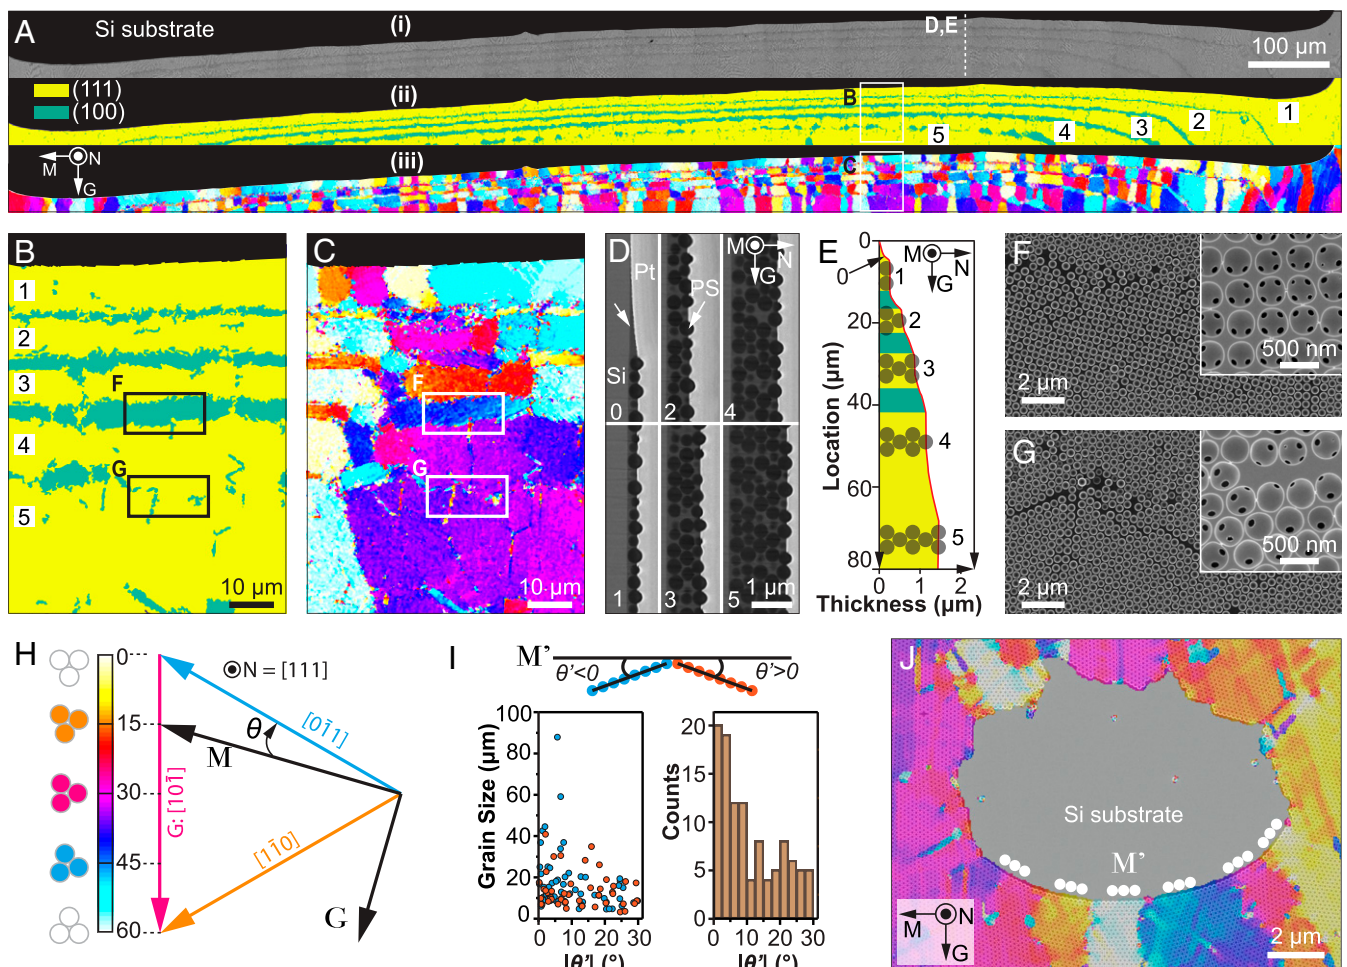 A
Si substrate
(i)
D,E
100 µm
(111)
(100)
(ii)
B
1
2
3
4
5
M
N
G
(iii)
C
B
1
2
3
F
4
G
5
10 µm
C
F
G
10 µm
D
M
N
G
Pt
PS
Si
0
2
4
1
3
5
1 µm
E
M
N
G
0
0
1
20
2
3
40
4
60
5
80
0
1
2
Location (µm)
Thickness (µm)
F
500 nm
2 µm
G
500 nm
2 µm
H
0
15
30
45
60
N = [111]
[01̄1]
θ
M
G: [101̄]
[11̄0]
G
I
M'
θ'<0
θ'>0
100
80
60
40
20
0
Grain Size (µm)
0
10
20
30
|θ'| (°)
20
15
10
5
0
Counts
0
10
20
30
|θ'| (°)
J
Si substrate
M'
M
N
G
2 µm